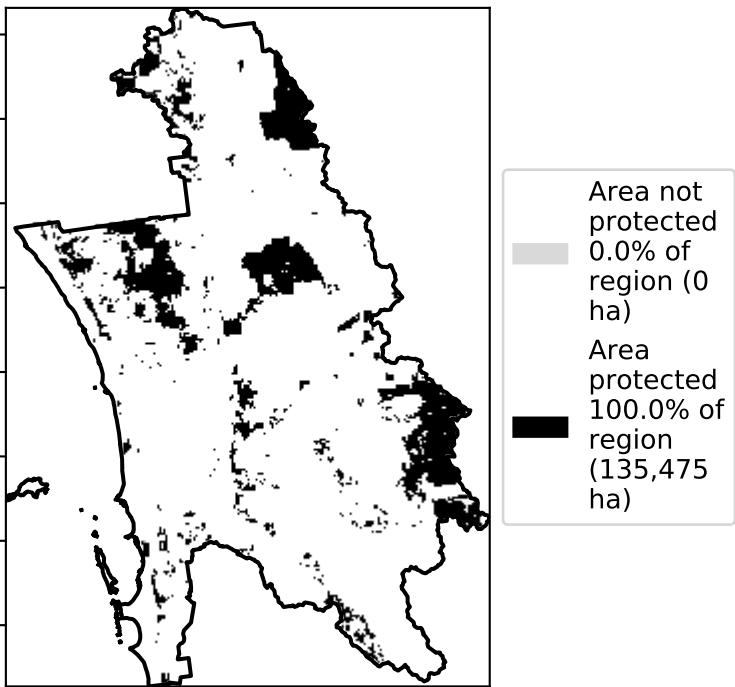 Area not
protected
0.0% of
region (0
ha)
Area
protected
100.0% of
region
(135,475
ha)